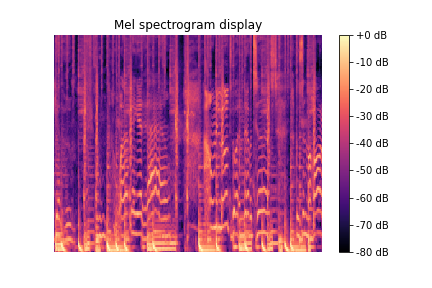 Mel spectrogram display
+0 dB
-10 dB
-20 dB
-30 dB
-40 dB
-50 dB
-60 dB
-70 dB
-80 dB